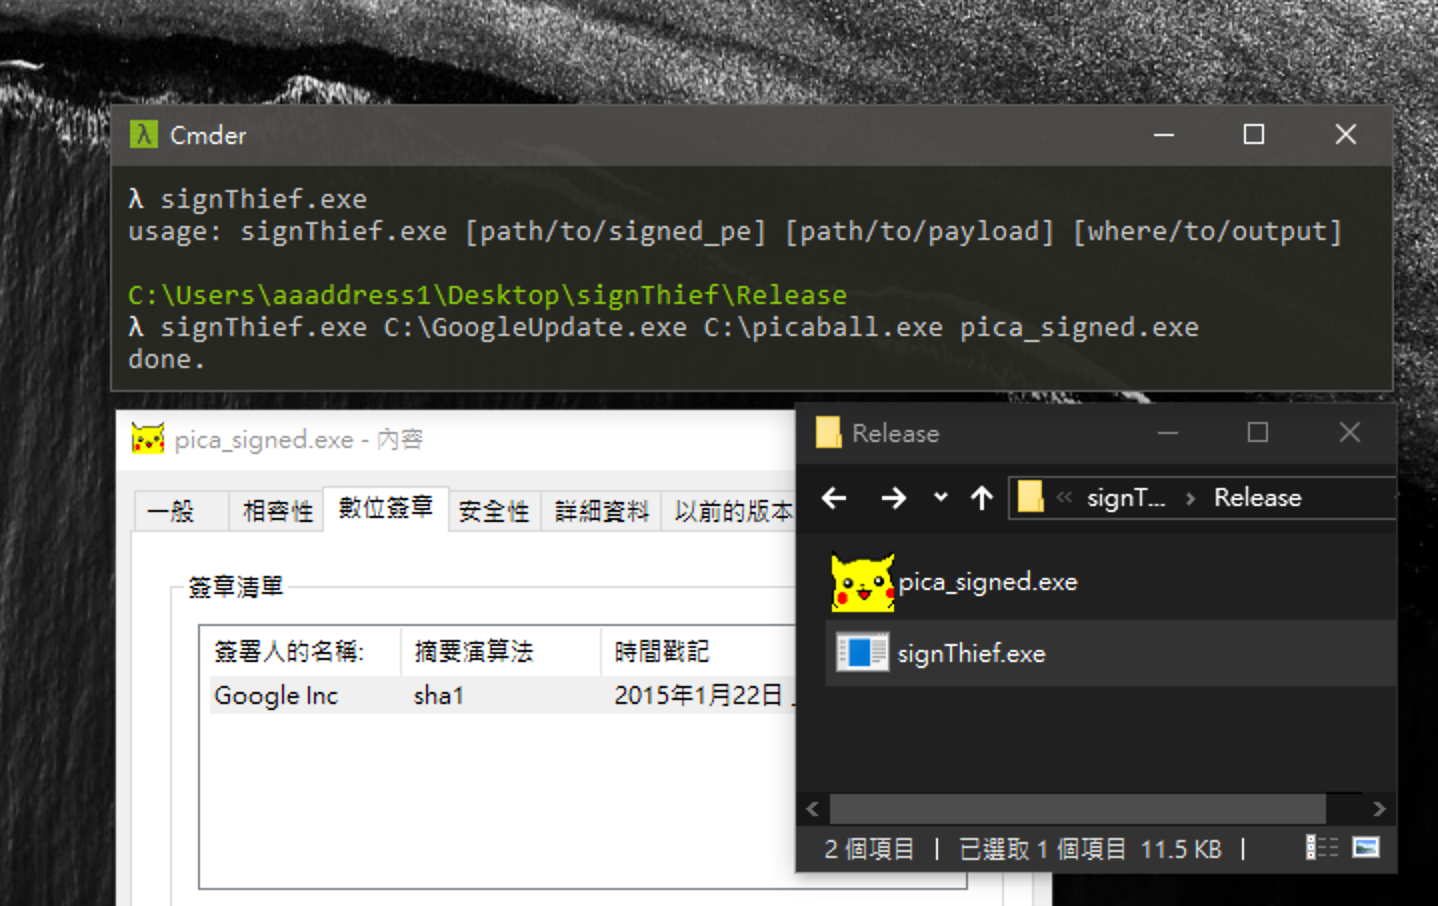 λ Cmder
λ signThief.exe
usage: signThief.exe [path/to/signed_pe] [path/to/payload] [where/to/output]
C:\Users\aaaddress1\Desktop\signThief\Release
λ signThief.exe C:\GoogleUpdate.exe C:\picaball.exe pica_signed.exe
done.
pica_signed.exe - 內容
一般 相容性 數位簽章 安全性 詳細資料 以前的版本
簽章清單
簽署人的名稱: 摘要演算法 時間戳記
Google Inc sha1 2015年1月22日
Release
« signT... › Release
pica_signed.exe
signThief.exe
2 個項目 | 已選取 1 個項目 11.5 KB |